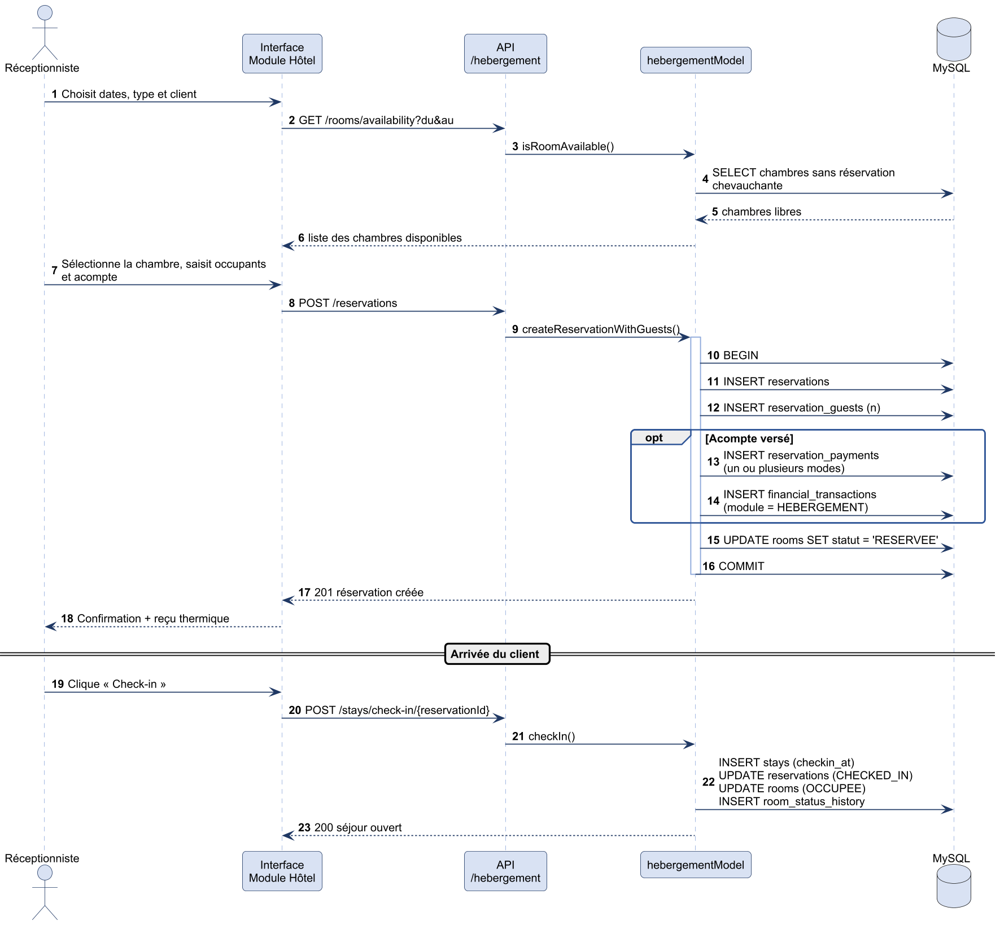 Réceptionniste
Interface
Module Hôtel
API
/hebergement
hebergementModel
MySQL
1 Choisit dates, type et client
2 GET /rooms/availability?du&au
3 isRoomAvailable()
4 SELECT chambres sans réservation
chevauchante
5 chambres libres
6 liste des chambres disponibles
7 Sélectionne la chambre, saisit occupants
et acompte
8 POST /reservations
9 createReservationWithGuests()
10 BEGIN
11 INSERT reservations
12 INSERT reservation_guests (n)
opt [Acompte versé]
13 INSERT reservation_payments
(un ou plusieurs modes)
14 INSERT financial_transactions
(module = HEBERGEMENT)
15 UPDATE rooms SET statut = 'RESERVEE'
16 COMMIT
17 201 réservation créée
18 Confirmation + reçu thermique
Arrivée du client
19 Clique « Check-in »
20 POST /stays/check-in/{reservationId}
21 checkIn()
22 INSERT stays (checkin_at)
UPDATE reservations (CHECKED_IN)
UPDATE rooms (OCCUPEE)
INSERT room_status_history
23 200 séjour ouvert
Réceptionniste
Interface
Module Hôtel
API
/hebergement
hebergementModel
MySQL